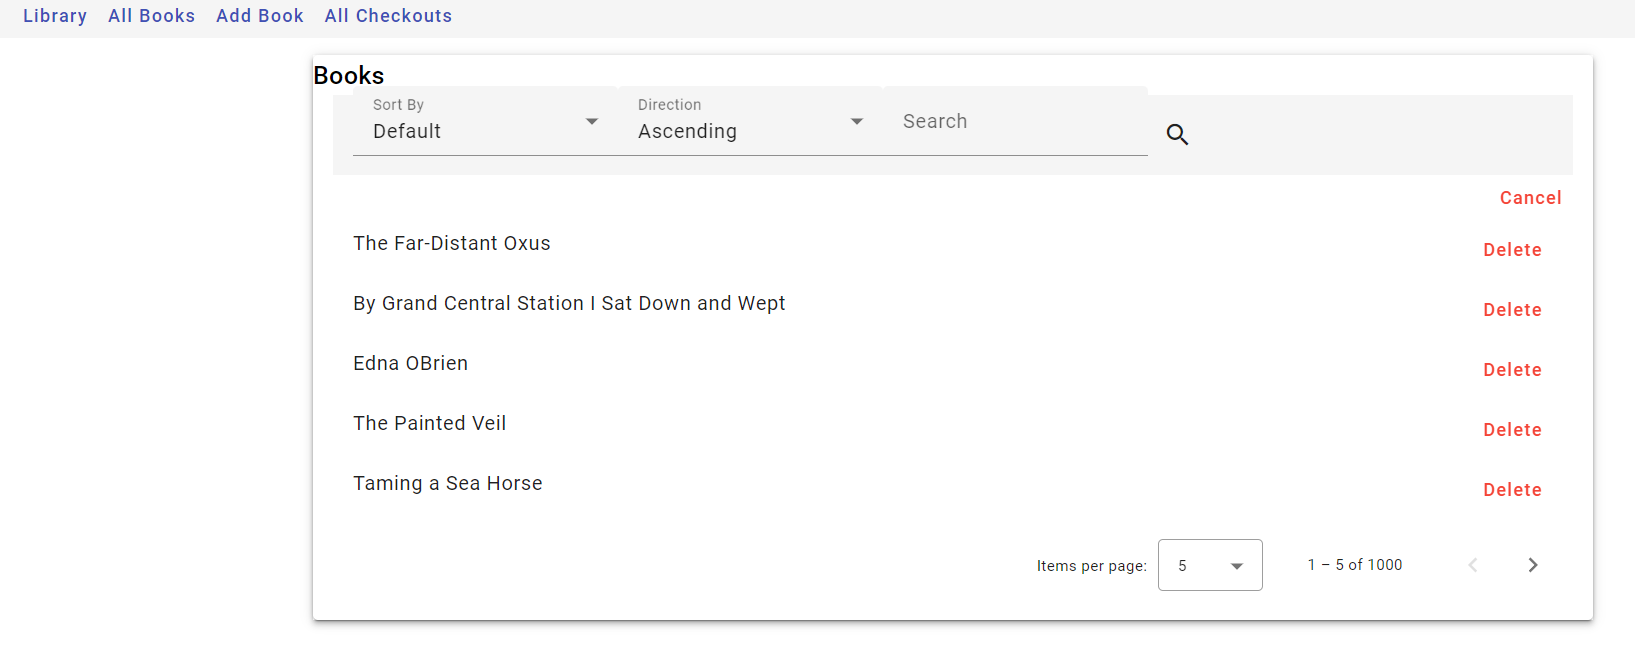 Library All Books Add Book All Checkouts
Books
Sort By Direction
Default Ascending Search
Cancel
The Far-Distant Oxus Delete
By Grand Central Station I Sat Down and Wept Delete
Edna OBrien Delete
The Painted Veil Delete
Taming a Sea Horse Delete
Items per page: 5 1 – 5 of 1000